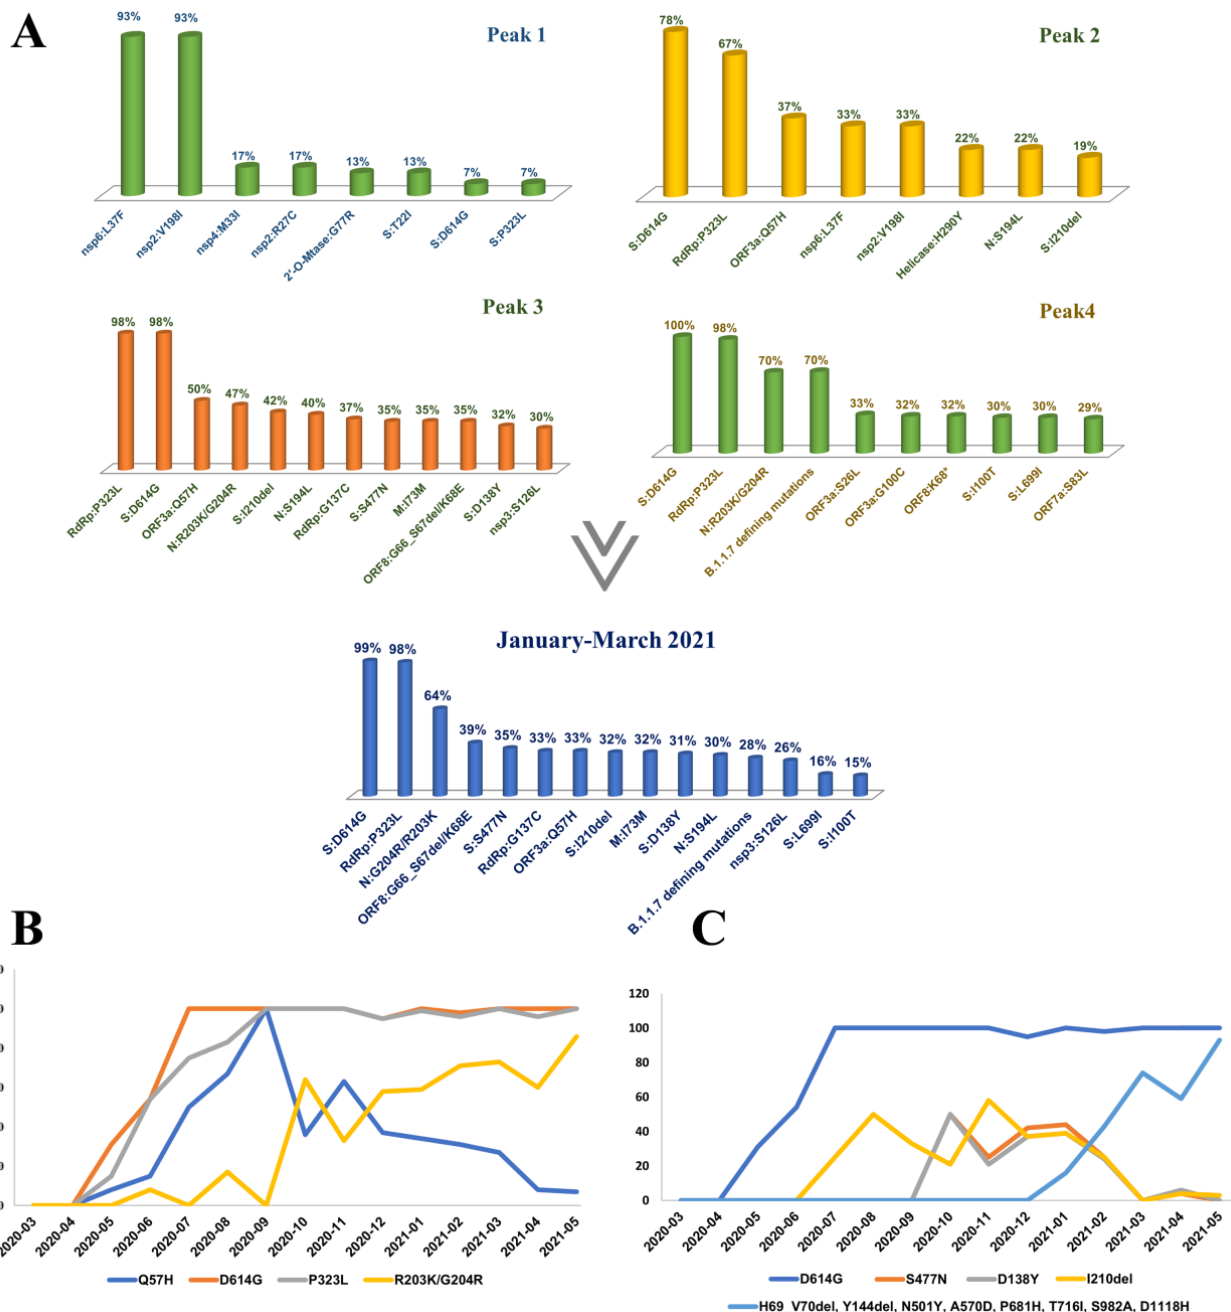 A
Peak 1
93% 93% 17% 17% 13% 13% 7% 7%
nsp6:L37F nsp2:V198I nsp4:M33I nsp2:R27C 2'-O-Mtase:G77R S:T22I S:D614G S:P323L
Peak 2
78% 67% 37% 33% 33% 22% 22% 19%
S:D614G RdRp:P323L ORF3a:Q57H nsp6:L37F nsp2:V198I Helicase:H290Y N:S194L S:I210del
Peak 3
98% 98% 50% 47% 42% 40% 37% 35% 35% 35% 32% 30%
RdRp:P323L S:D614G ORF3a:Q57H N:R203K/G204R S:I210del N:S194L RdRp:G137C S:S477N M:I73M ORF8:G66_S67del/K68E S:D138Y nsp3:S126L
Peak4
100% 98% 70% 70% 33% 32% 32% 30% 30% 29%
S:D614G RdRp:P323L N:R203K/G204R B.1.1.7 defining mutations ORF3a:S26L ORF3a:G100C ORF8:K68* S:I100T S:L699I ORF7a:S83L
January-March 2021
99% 98% 64% 39% 35% 33% 33% 32% 32% 31% 30% 28% 26% 16% 15%
S:D614G RdRp:P323L N:G204R/R203K ORF8:G66_S67del/K68E S:S477N RdRp:G137C ORF3a:Q57H S:I210del M:I73M S:D138Y N:S194L B.1.1.7 defining mutations nsp3:S126L S:L699I S:I100T
B
0
0
0
0
0
0
0
2020-03 2020-04 2020-05 2020-06 2020-07 2020-08 2020-09 2020-10 2020-11 2020-12 2021-01 2021-02 2021-03 2021-04 2021-05
Q57H D614G P323L R203K/G204R
C
120
100
80
60
40
20
0
2020-03 2020-04 2020-05 2020-06 2020-07 2020-08 2020-09 2020-10 2020-11 2020-12 2021-01 2021-02 2021-03 2021-04 2021-05
D614G S477N D138Y I210del
H69_V70del, Y144del, N501Y, A570D, P681H, T716I, S982A, D1118H